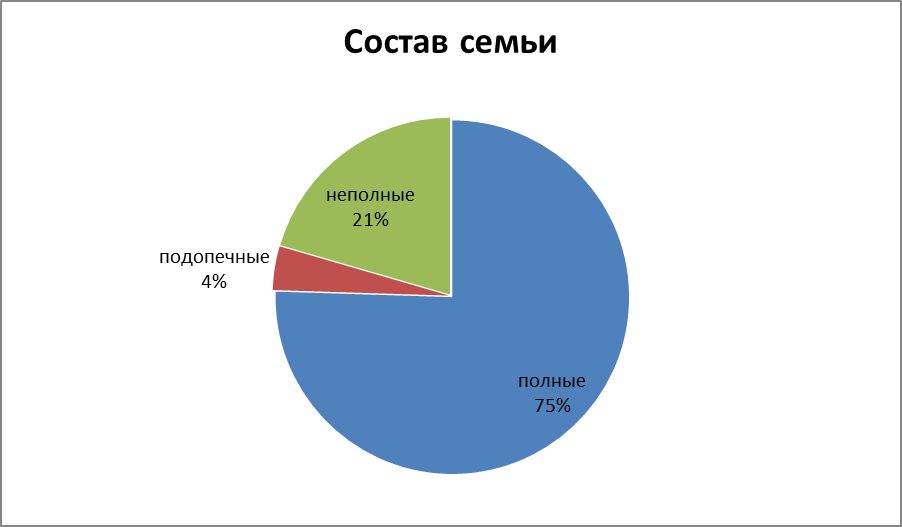 Состав семьи
неполные
21%
подопечные
4%
полные
75%